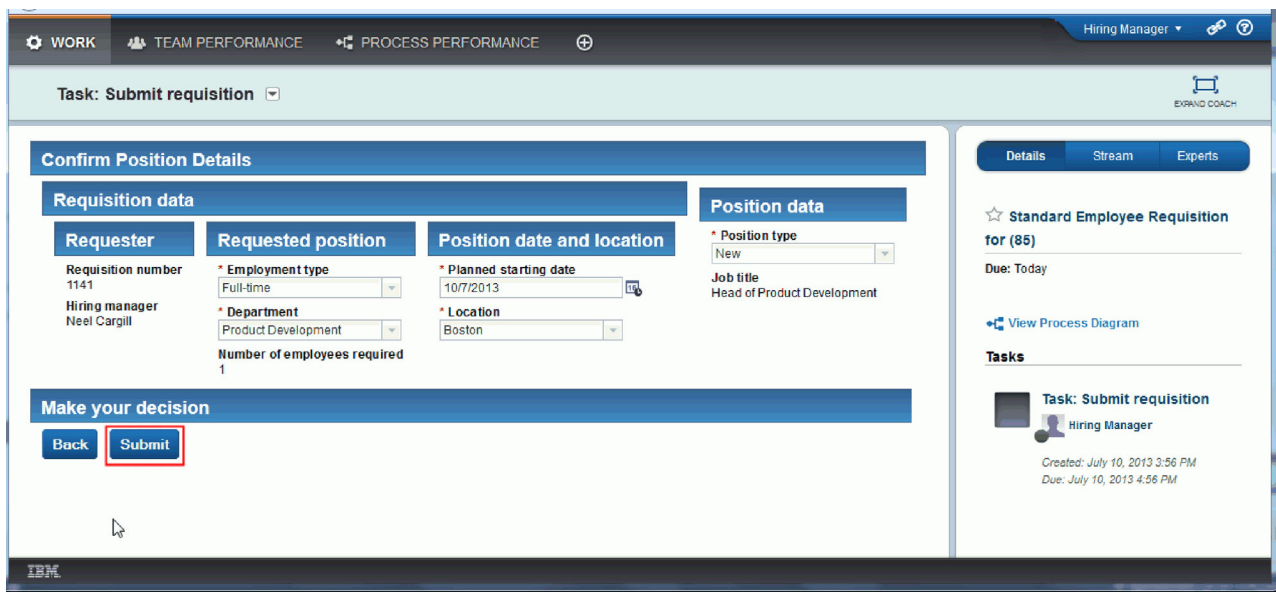 WORK TEAM PERFORMANCE PROCESS PERFORMANCE Hiring Manager
Task: Submit requisition
EXPAND COACH
Confirm Position Details
Requisition data
Requester
Requisition number
1141
Hiring manager
Neel Cargill
Requested position
* Employment type
Full-time
* Department
Product Development
Number of employees required
1
Position date and location
* Planned starting date
10/7/2013
* Location
Boston
Position data
* Position type
New
Job title
Head of Product Development
Make your decision
Back Submit
Details Stream Experts
Standard Employee Requisition
for (85)
Due: Today
View Process Diagram
Tasks
Task: Submit requisition
Hiring Manager
Created: July 10, 2013 3:56 PM
Due: July 10, 2013 4:56 PM
IBM.